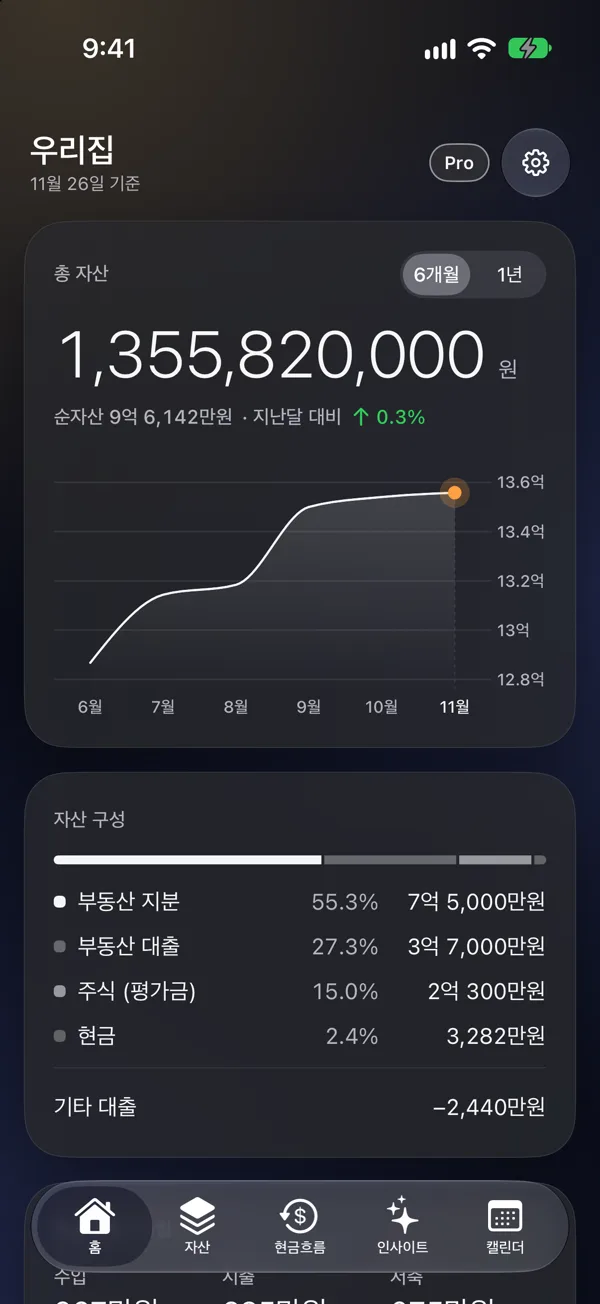 9:41
우리집
11월 26일 기준
Pro
총 자산
6개월 1년
1,355,820,000 원
순자산 9억 6,142만원 · 지난달 대비 ↑ 0.3%
13.6억
13.4억
13.2억
13억
12.8억
6월 7월 8월 9월 10월 11월
자산 구성
부동산 지분 55.3% 7억 5,000만원
부동산 대출 27.3% 3억 7,000만원
주식 (평가금) 15.0% 2억 300만원
현금 2.4% 3,282만원
기타 대출 −2,440만원
홈 자산 현금흐름 인사이트 캘린더
수입 지출 저축